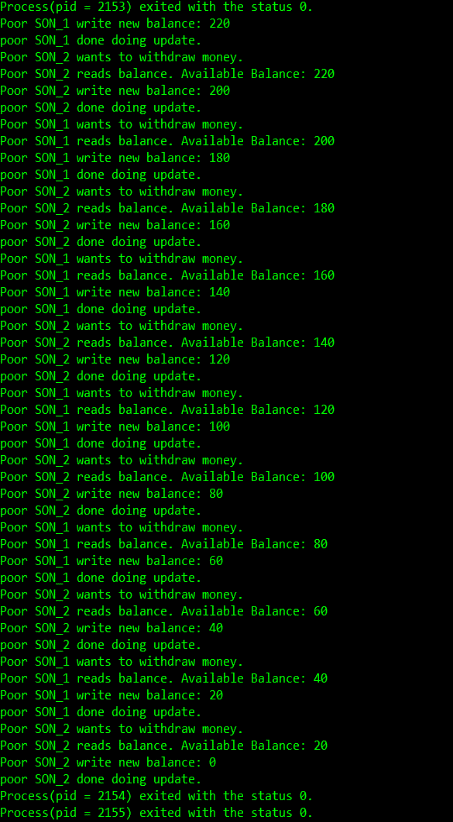 Process(pid = 2153) exited with the status 0.
Poor SON_1 write new balance: 220
poor SON_1 done doing update.
Poor SON_2 wants to withdraw money.
Poor SON_2 reads balance. Available Balance: 220
Poor SON_2 write new balance: 200
poor SON_2 done doing update.
Poor SON_1 wants to withdraw money.
Poor SON_1 reads balance. Available Balance: 200
Poor SON_1 write new balance: 180
poor SON_1 done doing update.
Poor SON_2 wants to withdraw money.
Poor SON_2 reads balance. Available Balance: 180
Poor SON_2 write new balance: 160
poor SON_2 done doing update.
Poor SON_1 wants to withdraw money.
Poor SON_1 reads balance. Available Balance: 160
Poor SON_1 write new balance: 140
poor SON_1 done doing update.
Poor SON_2 wants to withdraw money.
Poor SON_2 reads balance. Available Balance: 140
Poor SON_2 write new balance: 120
poor SON_2 done doing update.
Poor SON_1 wants to withdraw money.
Poor SON_1 reads balance. Available Balance: 120
Poor SON_1 write new balance: 100
poor SON_1 done doing update.
Poor SON_2 wants to withdraw money.
Poor SON_2 reads balance. Available Balance: 100
Poor SON_2 write new balance: 80
poor SON_2 done doing update.
Poor SON_1 wants to withdraw money.
Poor SON_1 reads balance. Available Balance: 80
Poor SON_1 write new balance: 60
poor SON_1 done doing update.
Poor SON_2 wants to withdraw money.
Poor SON_2 reads balance. Available Balance: 60
Poor SON_2 write new balance: 40
poor SON_2 done doing update.
Poor SON_1 wants to withdraw money.
Poor SON_1 reads balance. Available Balance: 40
Poor SON_1 write new balance: 20
poor SON_1 done doing update.
Poor SON_2 wants to withdraw money.
Poor SON_2 reads balance. Available Balance: 20
Poor SON_2 write new balance: 0
poor SON_2 done doing update.
Process(pid = 2154) exited with the status 0.
Process(pid = 2155) exited with the status 0.